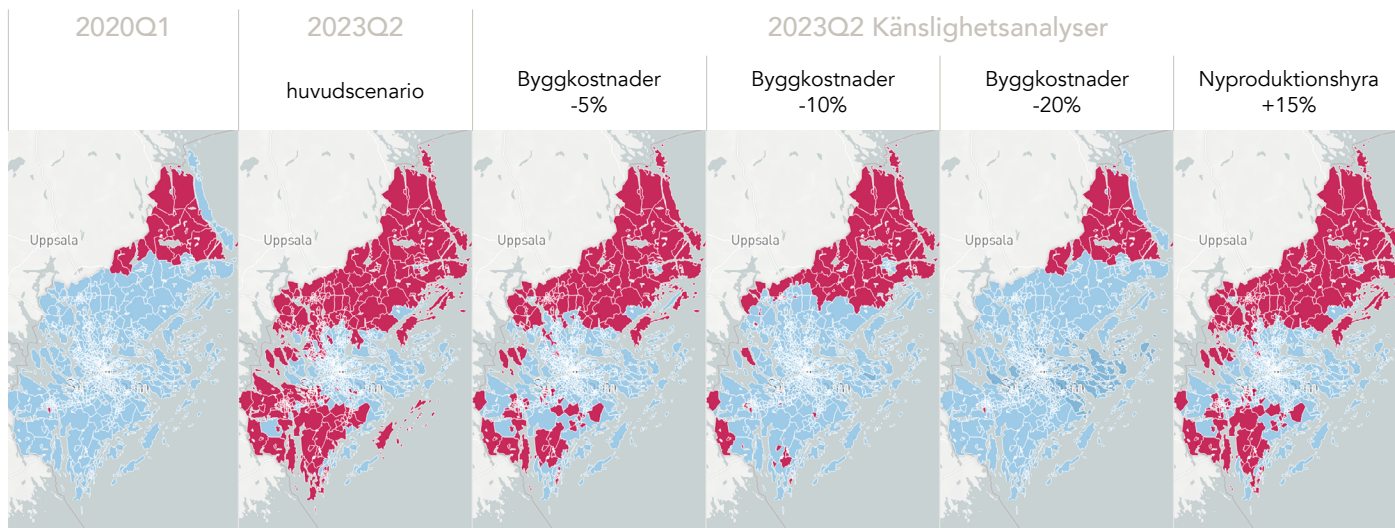 2020Q1
2023Q2
2023Q2 Känslighetsanalyser
huvudscenario
Byggkostnader
-5%
Byggkostnader
-10%
Byggkostnader
-20%
Nyproduktionshyra
+15%
Uppsala
Uppsala
Uppsala
Uppsala
Uppsala
Uppsala